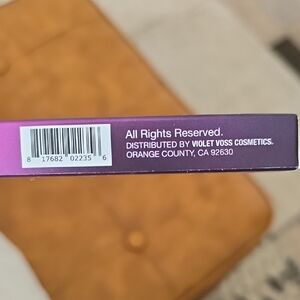 All Rights Reserved.
DISTRIBUTED BY VIOLET VOSS COSMETICS.
ORANGE COUNTY, CA 92630
8 17682 02235 6